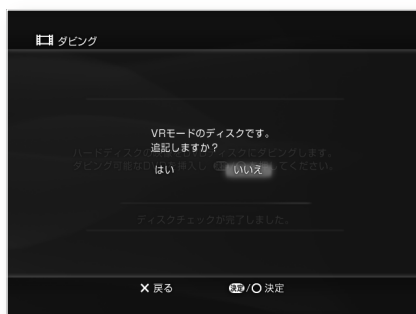 ダビング
VRモードのディスクです。
追記しますか？
はい
いいえ
ディスクチェックが完了しました。
✕ 戻る
決定/○ 決定